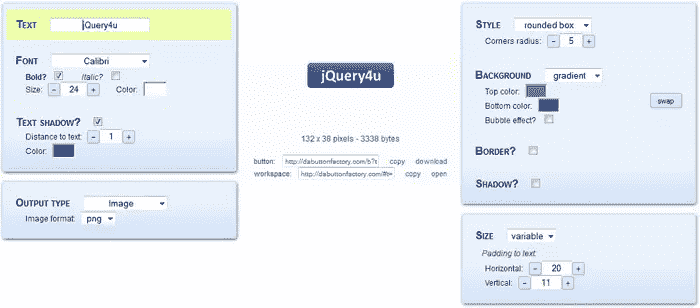 TEXT jQuery4u
FONT Calibri
Bold? Italic?
Size: - 24 + Color:
TEXT SHADOW?
Distance to text: - 1 +
Color:
OUTPUT TYPE Image
Image format: png
jQuery4u
132 x 38 pixels - 3338 bytes
button: http://dabuttonfactory.com/b?t copy download
workspace: http://dabuttonfactory.com/#t= copy open
STYLE rounded box
Corners radius: - 5 +
BACKGROUND gradient
Top color:
Bottom color: swap
Bubble effect?
BORDER?
SHADOW?
SIZE variable
Padding to text:
Horizontal: - 20 +
Vertical: - 11 +